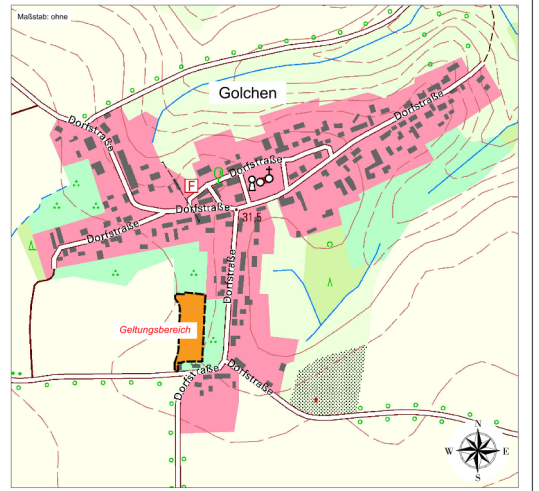 Maßstab: ohne
Golchen
Dorfstraße
Dorfstraße
Dorfstraße
F
Dorfstraße
31,5
Dorfstraße
Dorfstraße
Geltungsbereich
Dorfstraße
Dorfstraße
N
W
E
S